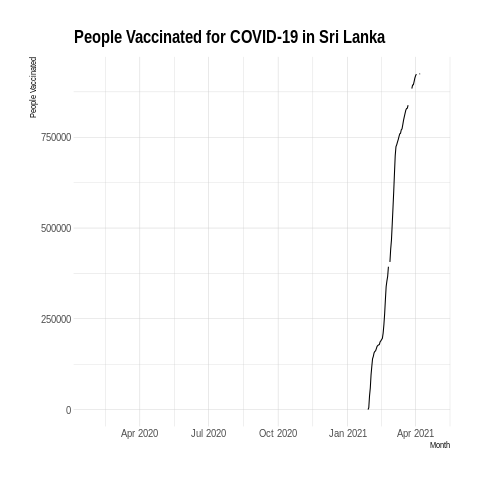 People Vaccinated for COVID-19 in Sri Lanka
People Vaccinated
750000
500000
250000
0
Apr 2020 Jul 2020 Oct 2020 Jan 2021 Apr 2021
Month